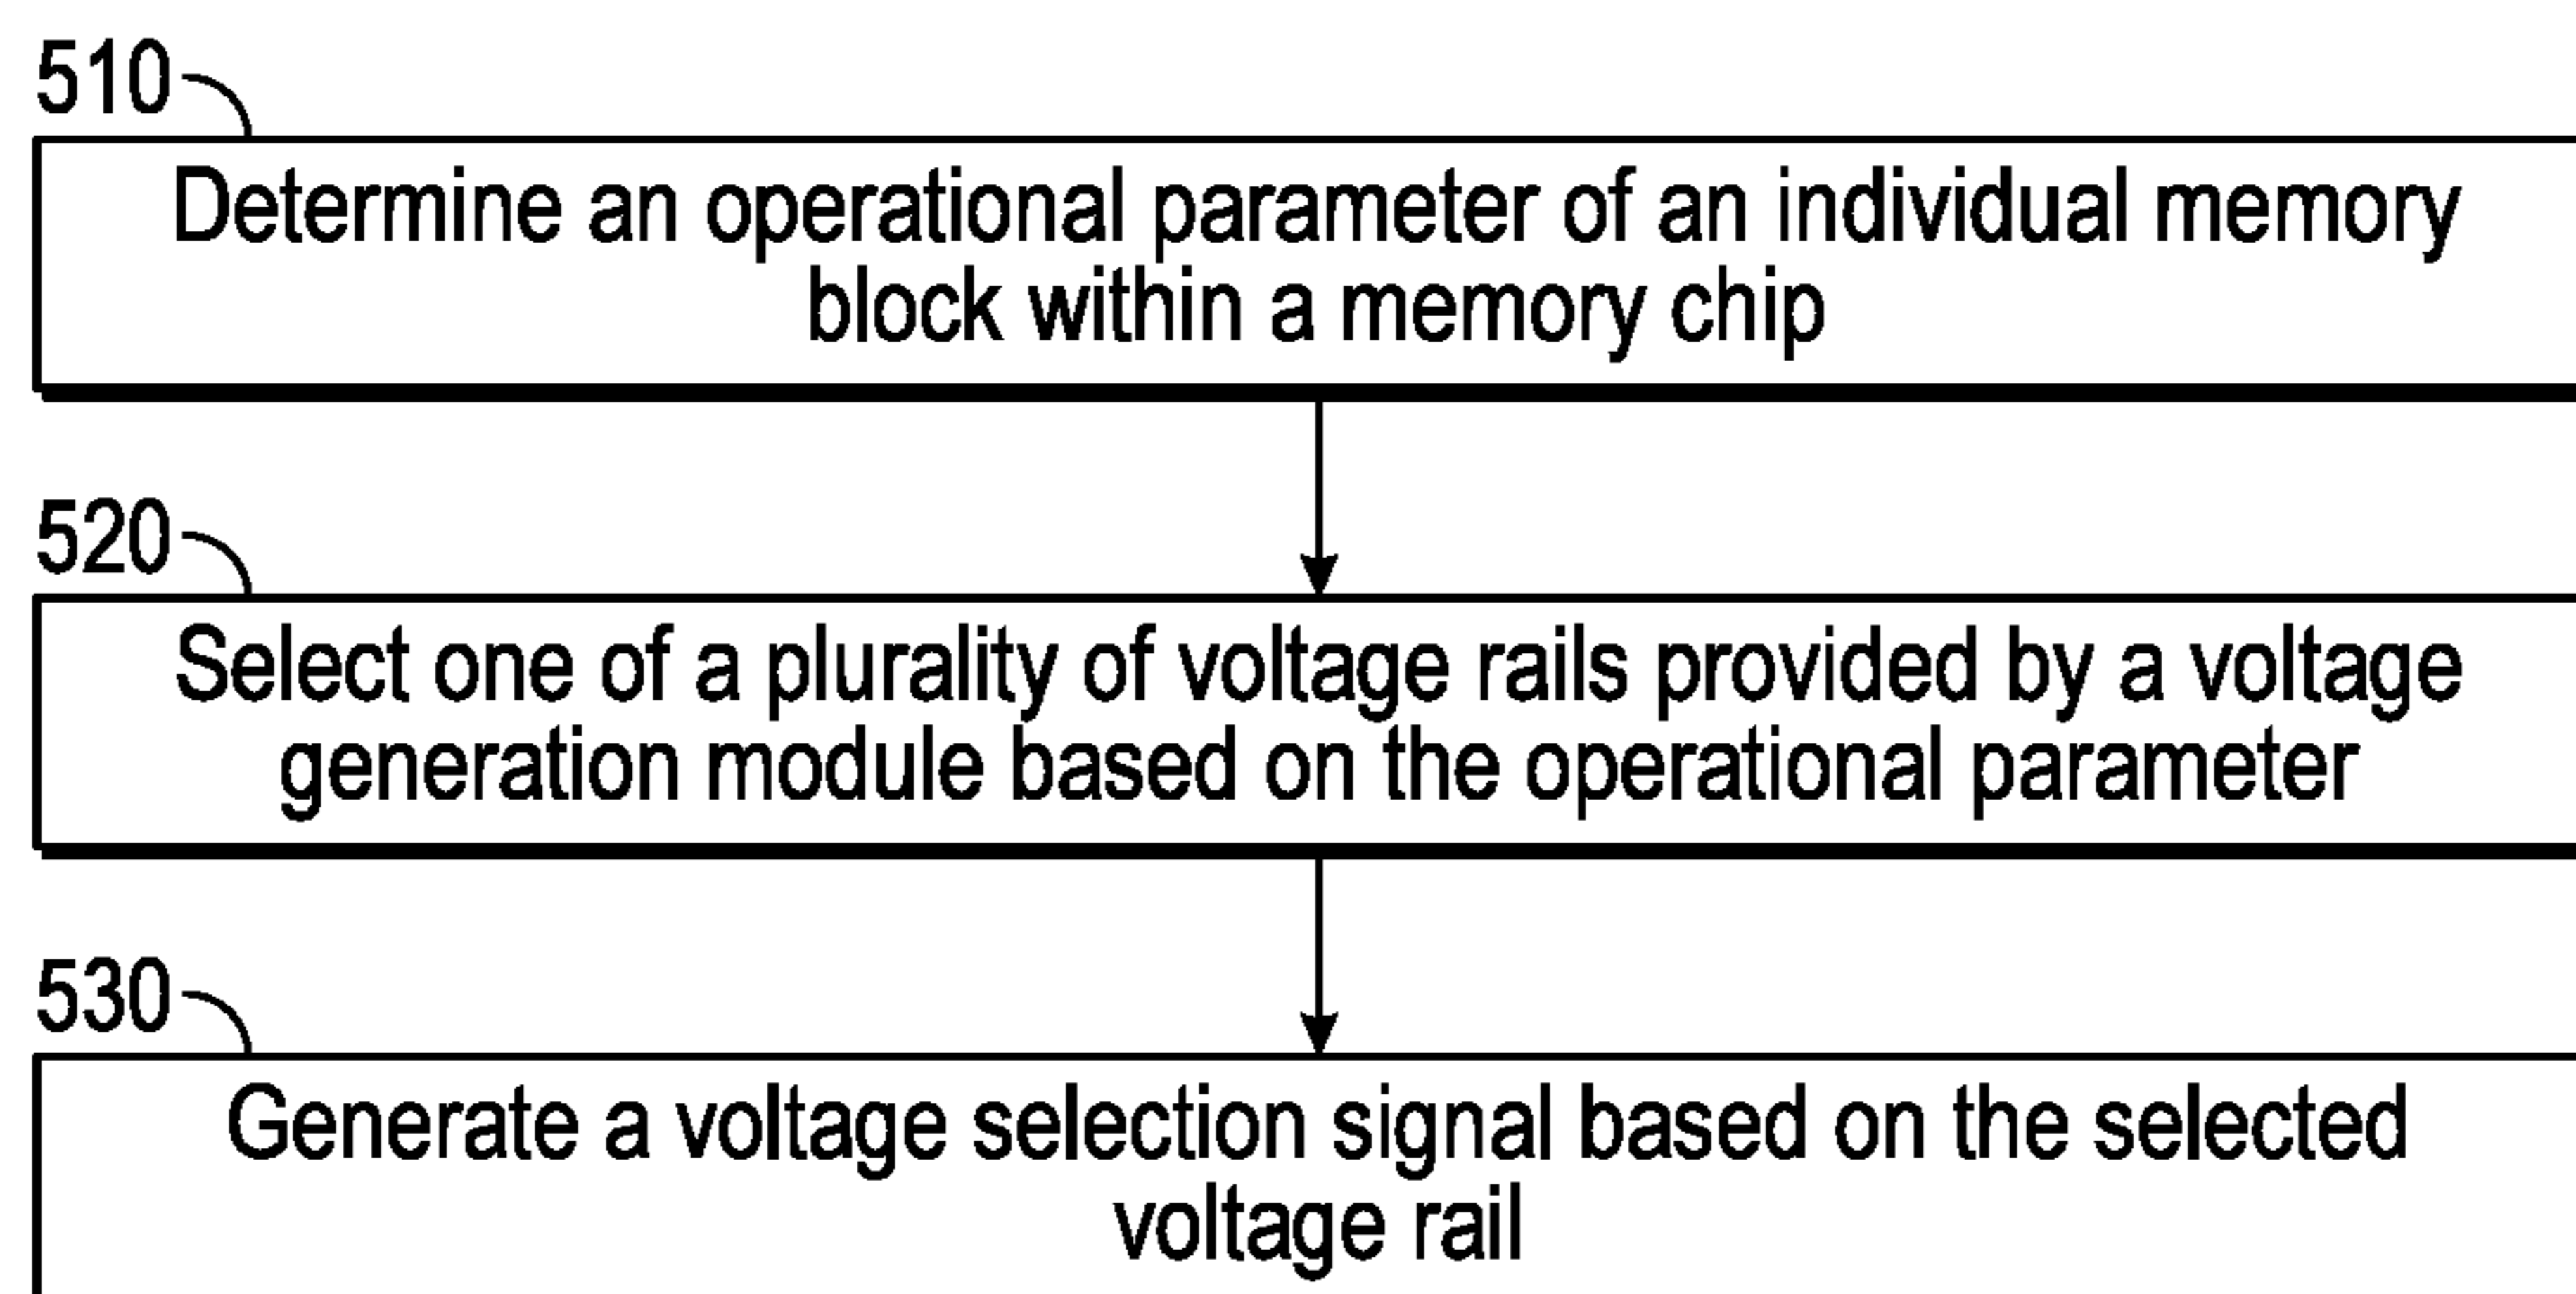 510
Determine an operational parameter of an individual memory
block within a memory chip
520
Select one of a plurality of voltage rails provided by a voltage
generation module based on the operational parameter
530
Generate a voltage selection signal based on the selected
voltage rail